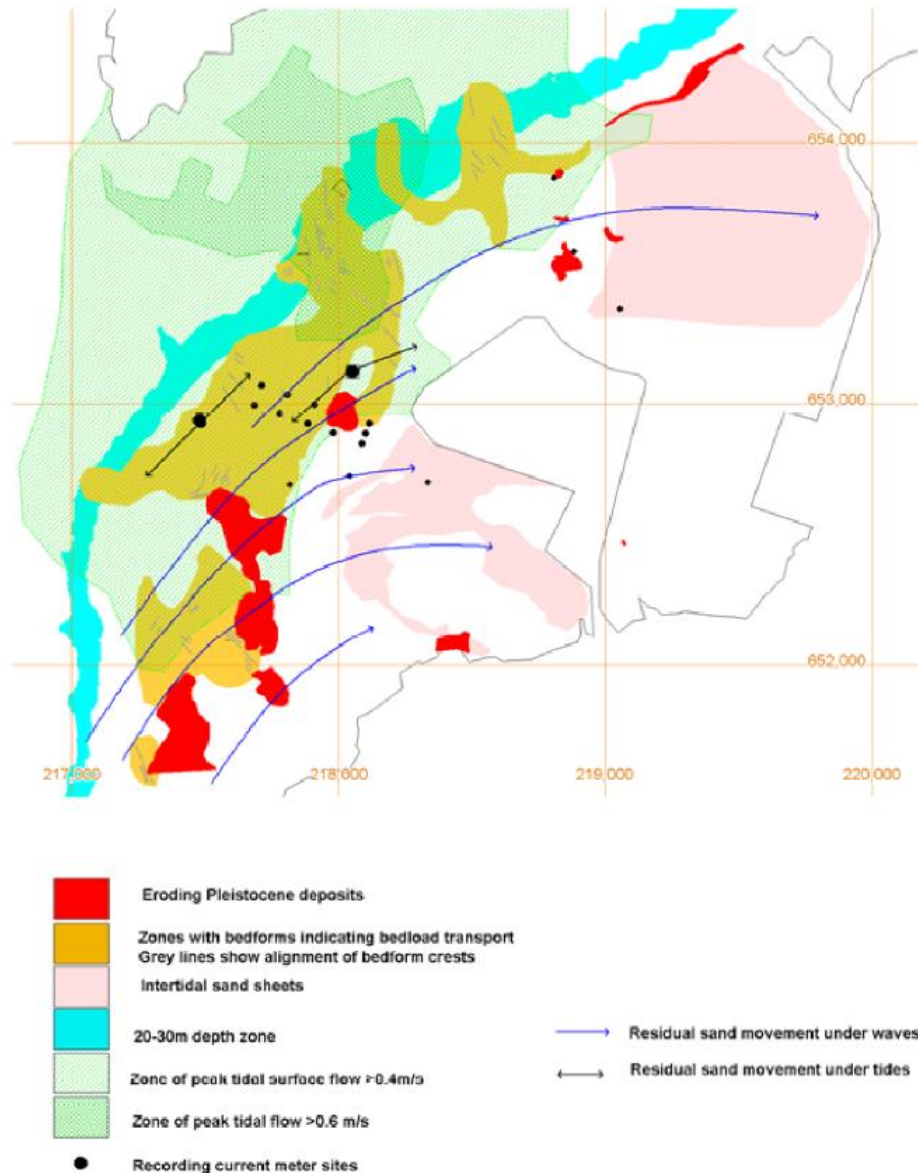 654,000
653,000
652,000
217,000
218,000
219,000
220,000
Eroding Pleistocene deposits
Zones with bedforms indicating bedload transport
Grey lines show alignment of bedform crests
Intertidal sand sheets
20-30m depth zone
Zone of peak tidal surface flow >0.4m/s
Zone of peak tidal flow >0.6 m/s
Recording current meter sites
Residual sand movement under waves
Residual sand movement under tides